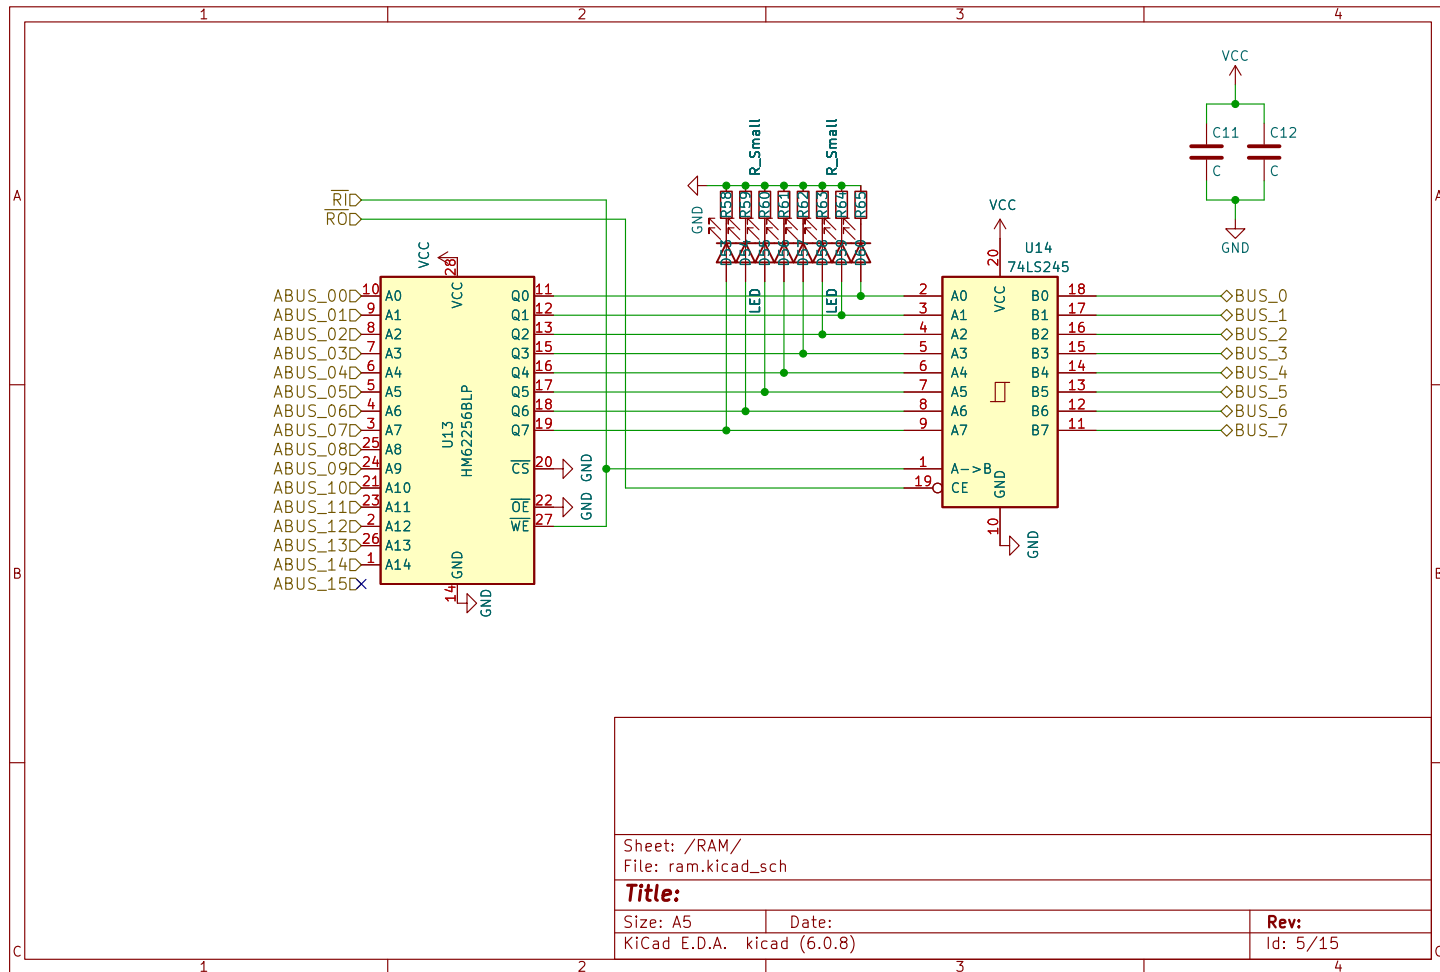 1 2 3 4
A A
B B
C C
1 2 3 4
VCC
C11 C12
C C
GND
RI
RO
R_Small R_Small
GND
R58 R59 R60 R61 R62 R63 R64 R65
LED LED
VCC
28
VCC
ABUS_00 10 A0
ABUS_01 9 A1
ABUS_02 8 A2
ABUS_03 7 A3
ABUS_04 6 A4
ABUS_05 5 A5
ABUS_06 4 A6
ABUS_07 3 A7
ABUS_08 25 A8
ABUS_09 24 A9
ABUS_10 21 A10
ABUS_11 23 A11
ABUS_12 2 A12
ABUS_13 26 A13
ABUS_14 1 A14
ABUS_15
U13
HM62256BLP
Q0 11
Q1 12
Q2 13
Q3 15
Q4 16
Q5 17
Q6 18
Q7 19
CS 20 GND
OE 22 GND
WE 27
GND
14
GND
VCC
20
U14
74LS245
VCC
2 A0 B0 18 BUS_0
3 A1 B1 17 BUS_1
4 A2 B2 16 BUS_2
5 A3 B3 15 BUS_3
6 A4 B4 14 BUS_4
7 A5 B5 13 BUS_5
8 A6 B6 12 BUS_6
9 A7 B7 11 BUS_7
1 A->B
19 CE
GND
10
GND
Sheet: /RAM/
File: ram.kicad_sch
Title:
Size: A5 Date: Rev:
KiCad E.D.A. kicad (6.0.8) Id: 5/15